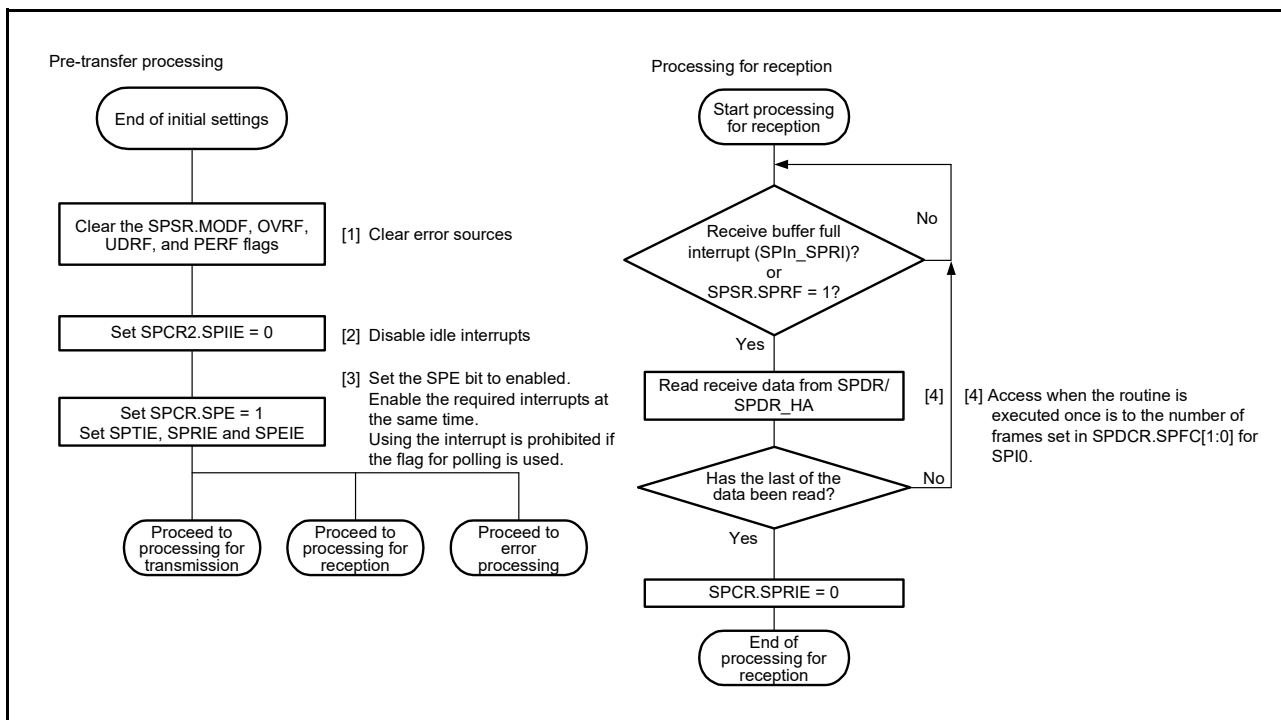 Pre-transfer processing
End of initial settings
Clear the SPSR.MODF, OVRF,
UDRF, and PERF flags
[1] Clear error sources
Set SPCR2.SPIIE = 0
[2] Disable idle interrupts
[3] Set the SPE bit to enabled.
Enable the required interrupts at
the same time.
Using the interrupt is prohibited if
the flag for polling is used.
Set SPCR.SPE = 1
Set SPTIE, SPRIE and SPEIE
Proceed to
processing for
transmission
Proceed to
processing for
reception
Proceed to
error
processing
Processing for reception
Start processing
for reception
Receive buffer full
interrupt (SPIn_SPRI)?
or
SPSR.SPRF = 1?
No
Yes
Read receive data from SPDR/
SPDR_HA
[4]
[4] Access when the routine is
executed once is to the number of
frames set in SPDCR.SPFC[1:0] for
SPI0.
Has the last of the
data been read?
No
Yes
SPCR.SPRIE = 0
End of
processing for
reception